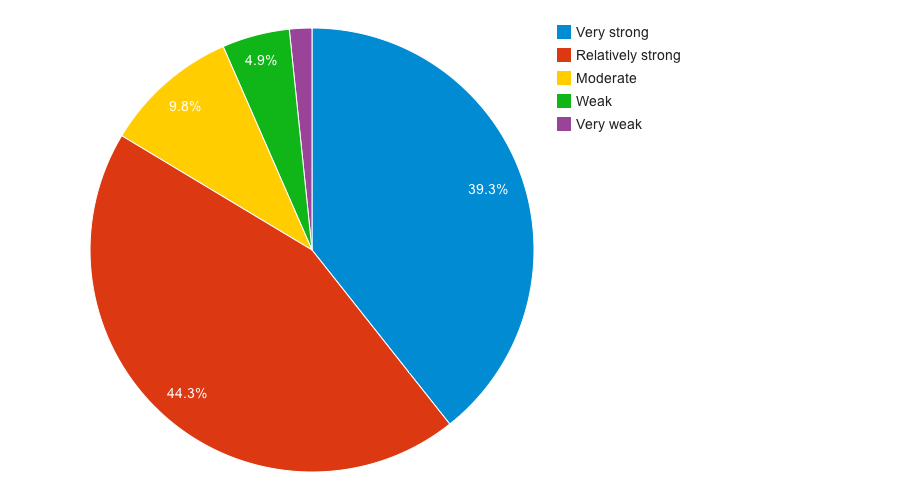 Very strong
Relatively strong
Moderate
Weak
Very weak
4.9%
9.8%
39.3%
44.3%